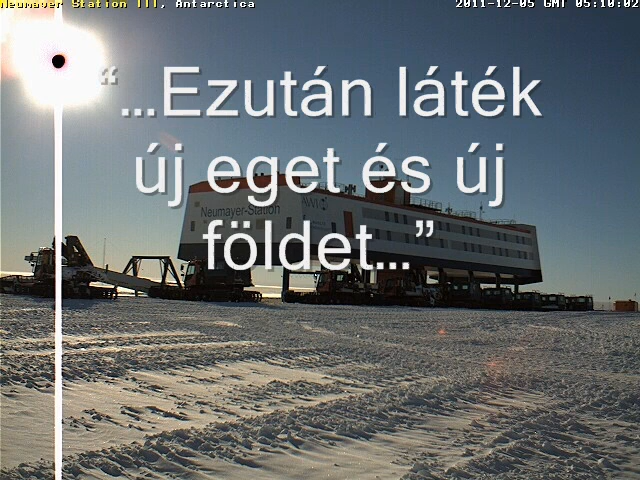 Neumayer Station III, Antarctica
2011-12-05 GMT 05:10:02
“...Ezután láték
új eget és új
földet...”
Neumayer-Station
AWI